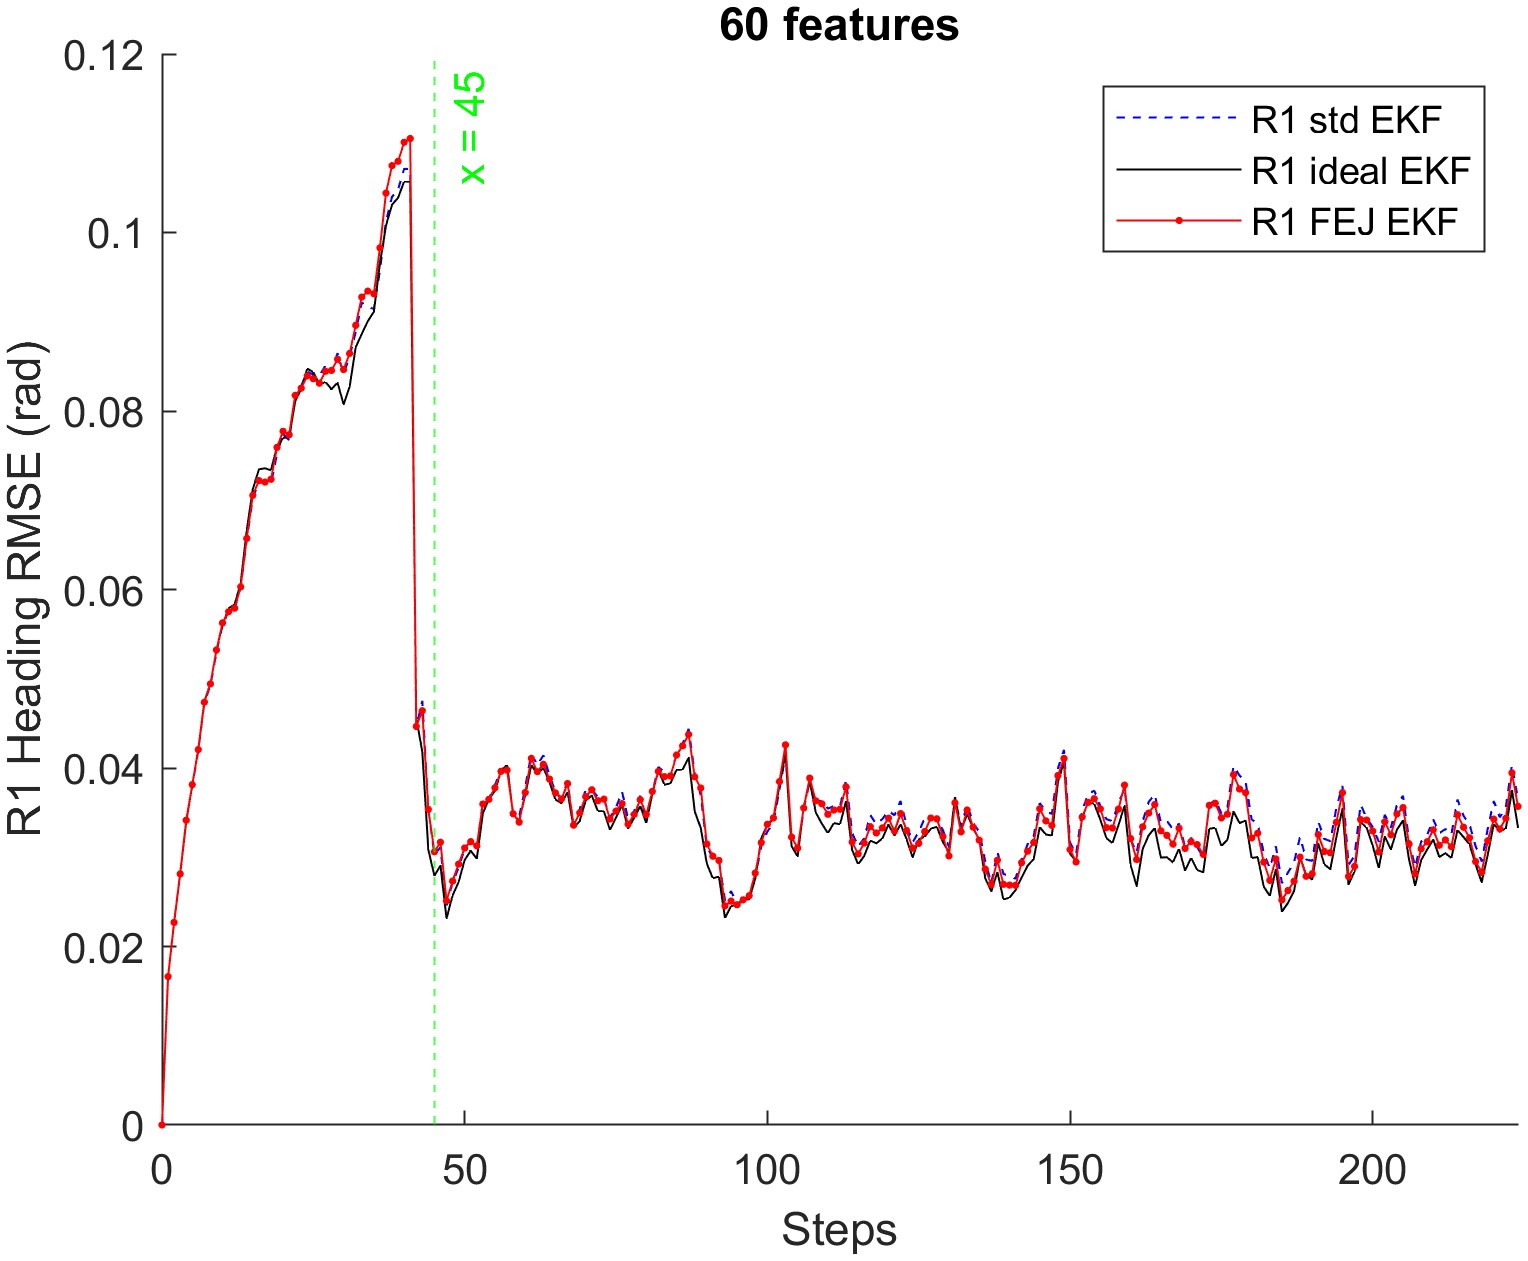 60 features
R1 Heading RMSE (rad)
0.12
0.1
0.08
0.06
0.04
0.02
0
x = 45
R1 std EKF
R1 ideal EKF
R1 FEJ EKF
0 50 100 150 200
Steps